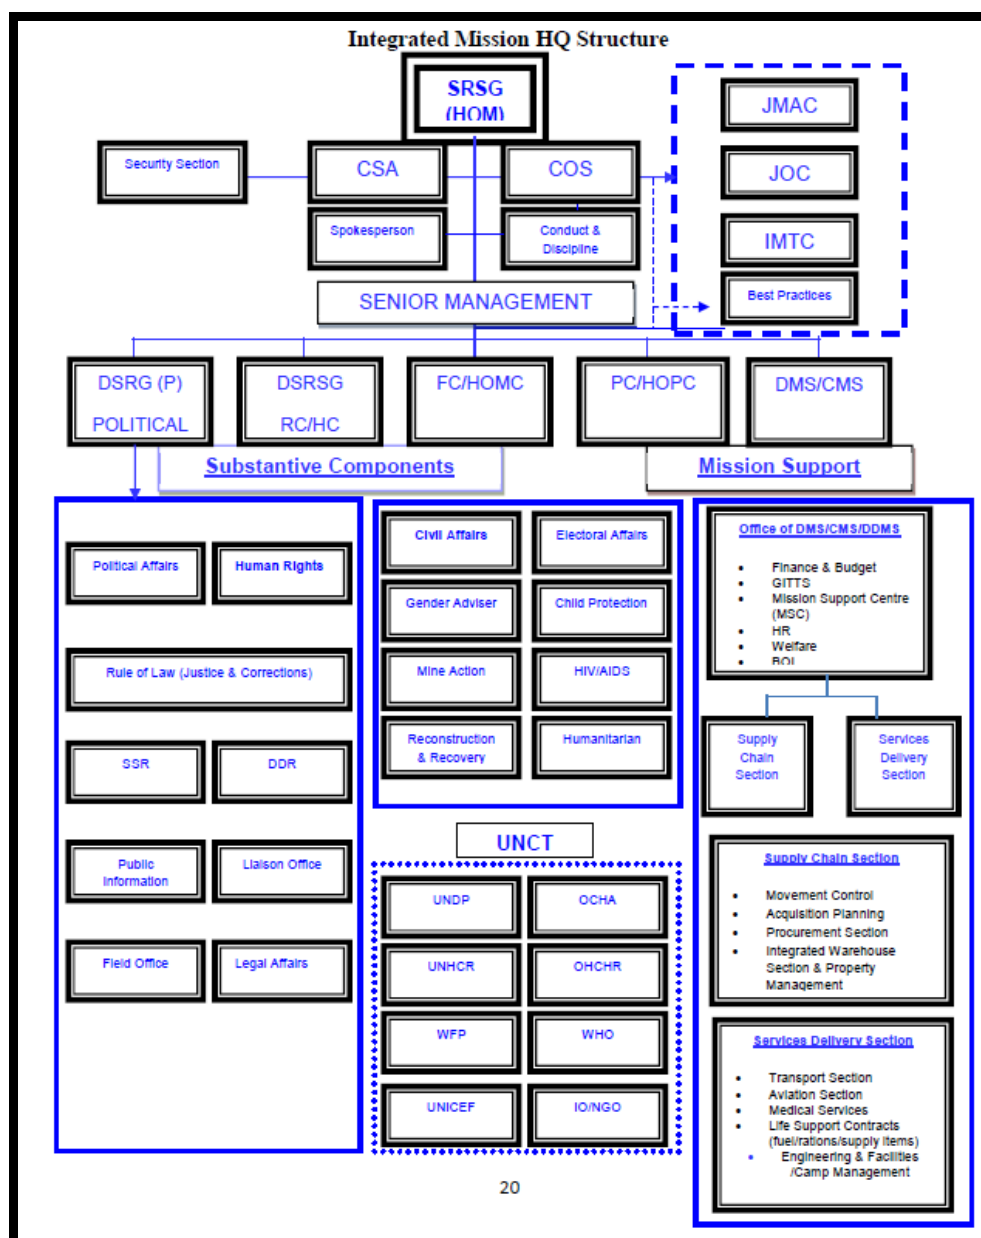 Integrated Mission HQ Structure
SRSG
(HOM)
JMAC
Security Section
CSA
COS
JOC
Spokesperson
Conduct &
Discipline
IMTC
SENIOR MANAGEMENT
Best Practices
DSRG (P)
POLITICAL
DSRSG
RC/HC
FC/HOMC
PC/HOPC
DMS/CMS
Substantive Components
Mission Support
Political Affairs
Human Rights
Rule of Law (Justice & Corrections)
SSR
DDR
Public
Information
Liaison Office
Field Office
Legal Affairs
Civil Affairs
Electoral Affairs
Gender Adviser
Child Protection
Mine Action
HIV/AIDS
Reconstruction
& Recovery
Humanitarian
UNCT
UNDP
OCHA
UNHCR
OHCHR
WFP
WHO
UNICEF
IO/NGO
Office of DMS/CMS/DDMS
• Finance & Budget
• GITTS
• Mission Support Centre
(MSC)
• HR
• Welfare
• BOI
Supply
Chain
Section
Services
Delivery
Section
Supply Chain Section
• Movement Control
• Acquisition Planning
• Procurement Section
• Integrated Warehouse
Section & Property
Management
Services Delivery Section
• Transport Section
• Aviation Section
• Medical Services
• Life Support Contracts
(fuel/rations/supply items)
• Engineering & Facilities
/Camp Management
20